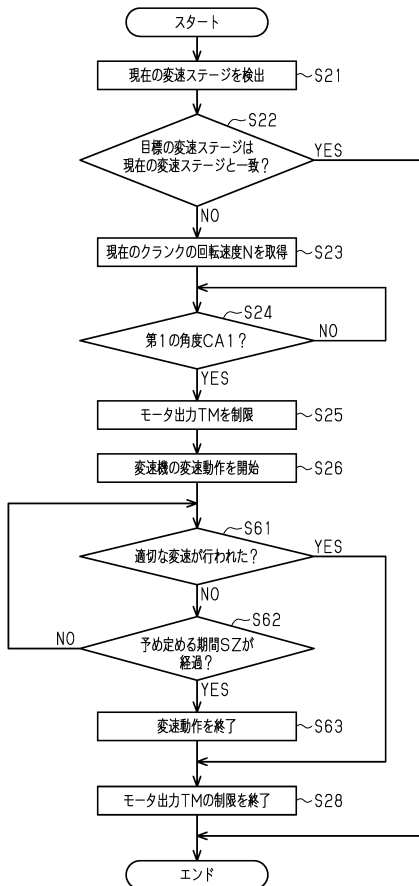 スタート
現在の変速ステージを検出
S21
S22
目標の変速ステージは
現在の変速ステージと一致？
YES
NO
現在のクランクの回転速度Nを取得
S23
S24
第1の角度CA1？
NO
YES
モータ出力TMを制限
S25
変速機の変速動作を開始
S26
S61
適切な変速が行われた？
YES
NO
S62
予め定める期間SZが
経過？
NO
YES
変速動作を終了
S63
モータ出力TMの制限を終了
S28
エンド